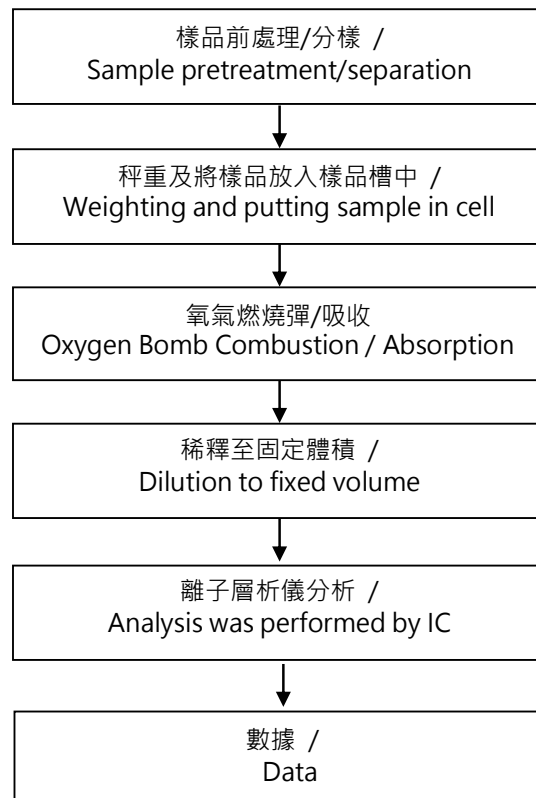 樣品前處理/分樣 /
Sample pretreatment/separation
秤重及將樣品放入樣品槽中 /
Weighting and putting sample in cell
氧氣燃燒彈/吸收
Oxygen Bomb Combustion / Absorption
稀釋至固定體積 /
Dilution to fixed volume
離子層析儀分析 /
Analysis was performed by IC
數據 /
Data